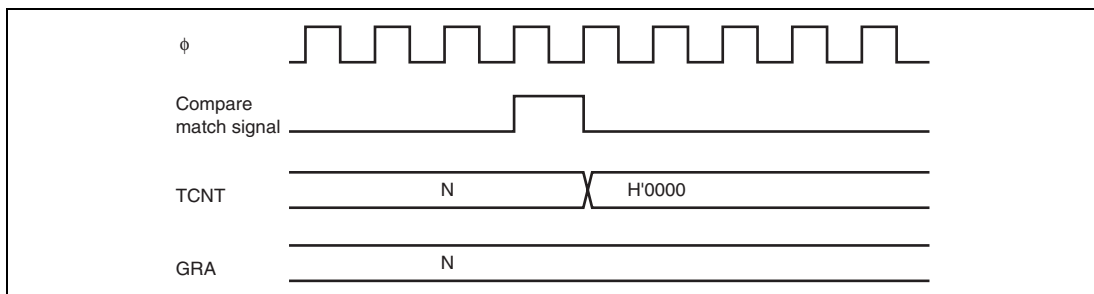 ϕ
Compare
match signal
TCNT
N
H'0000
GRA
N